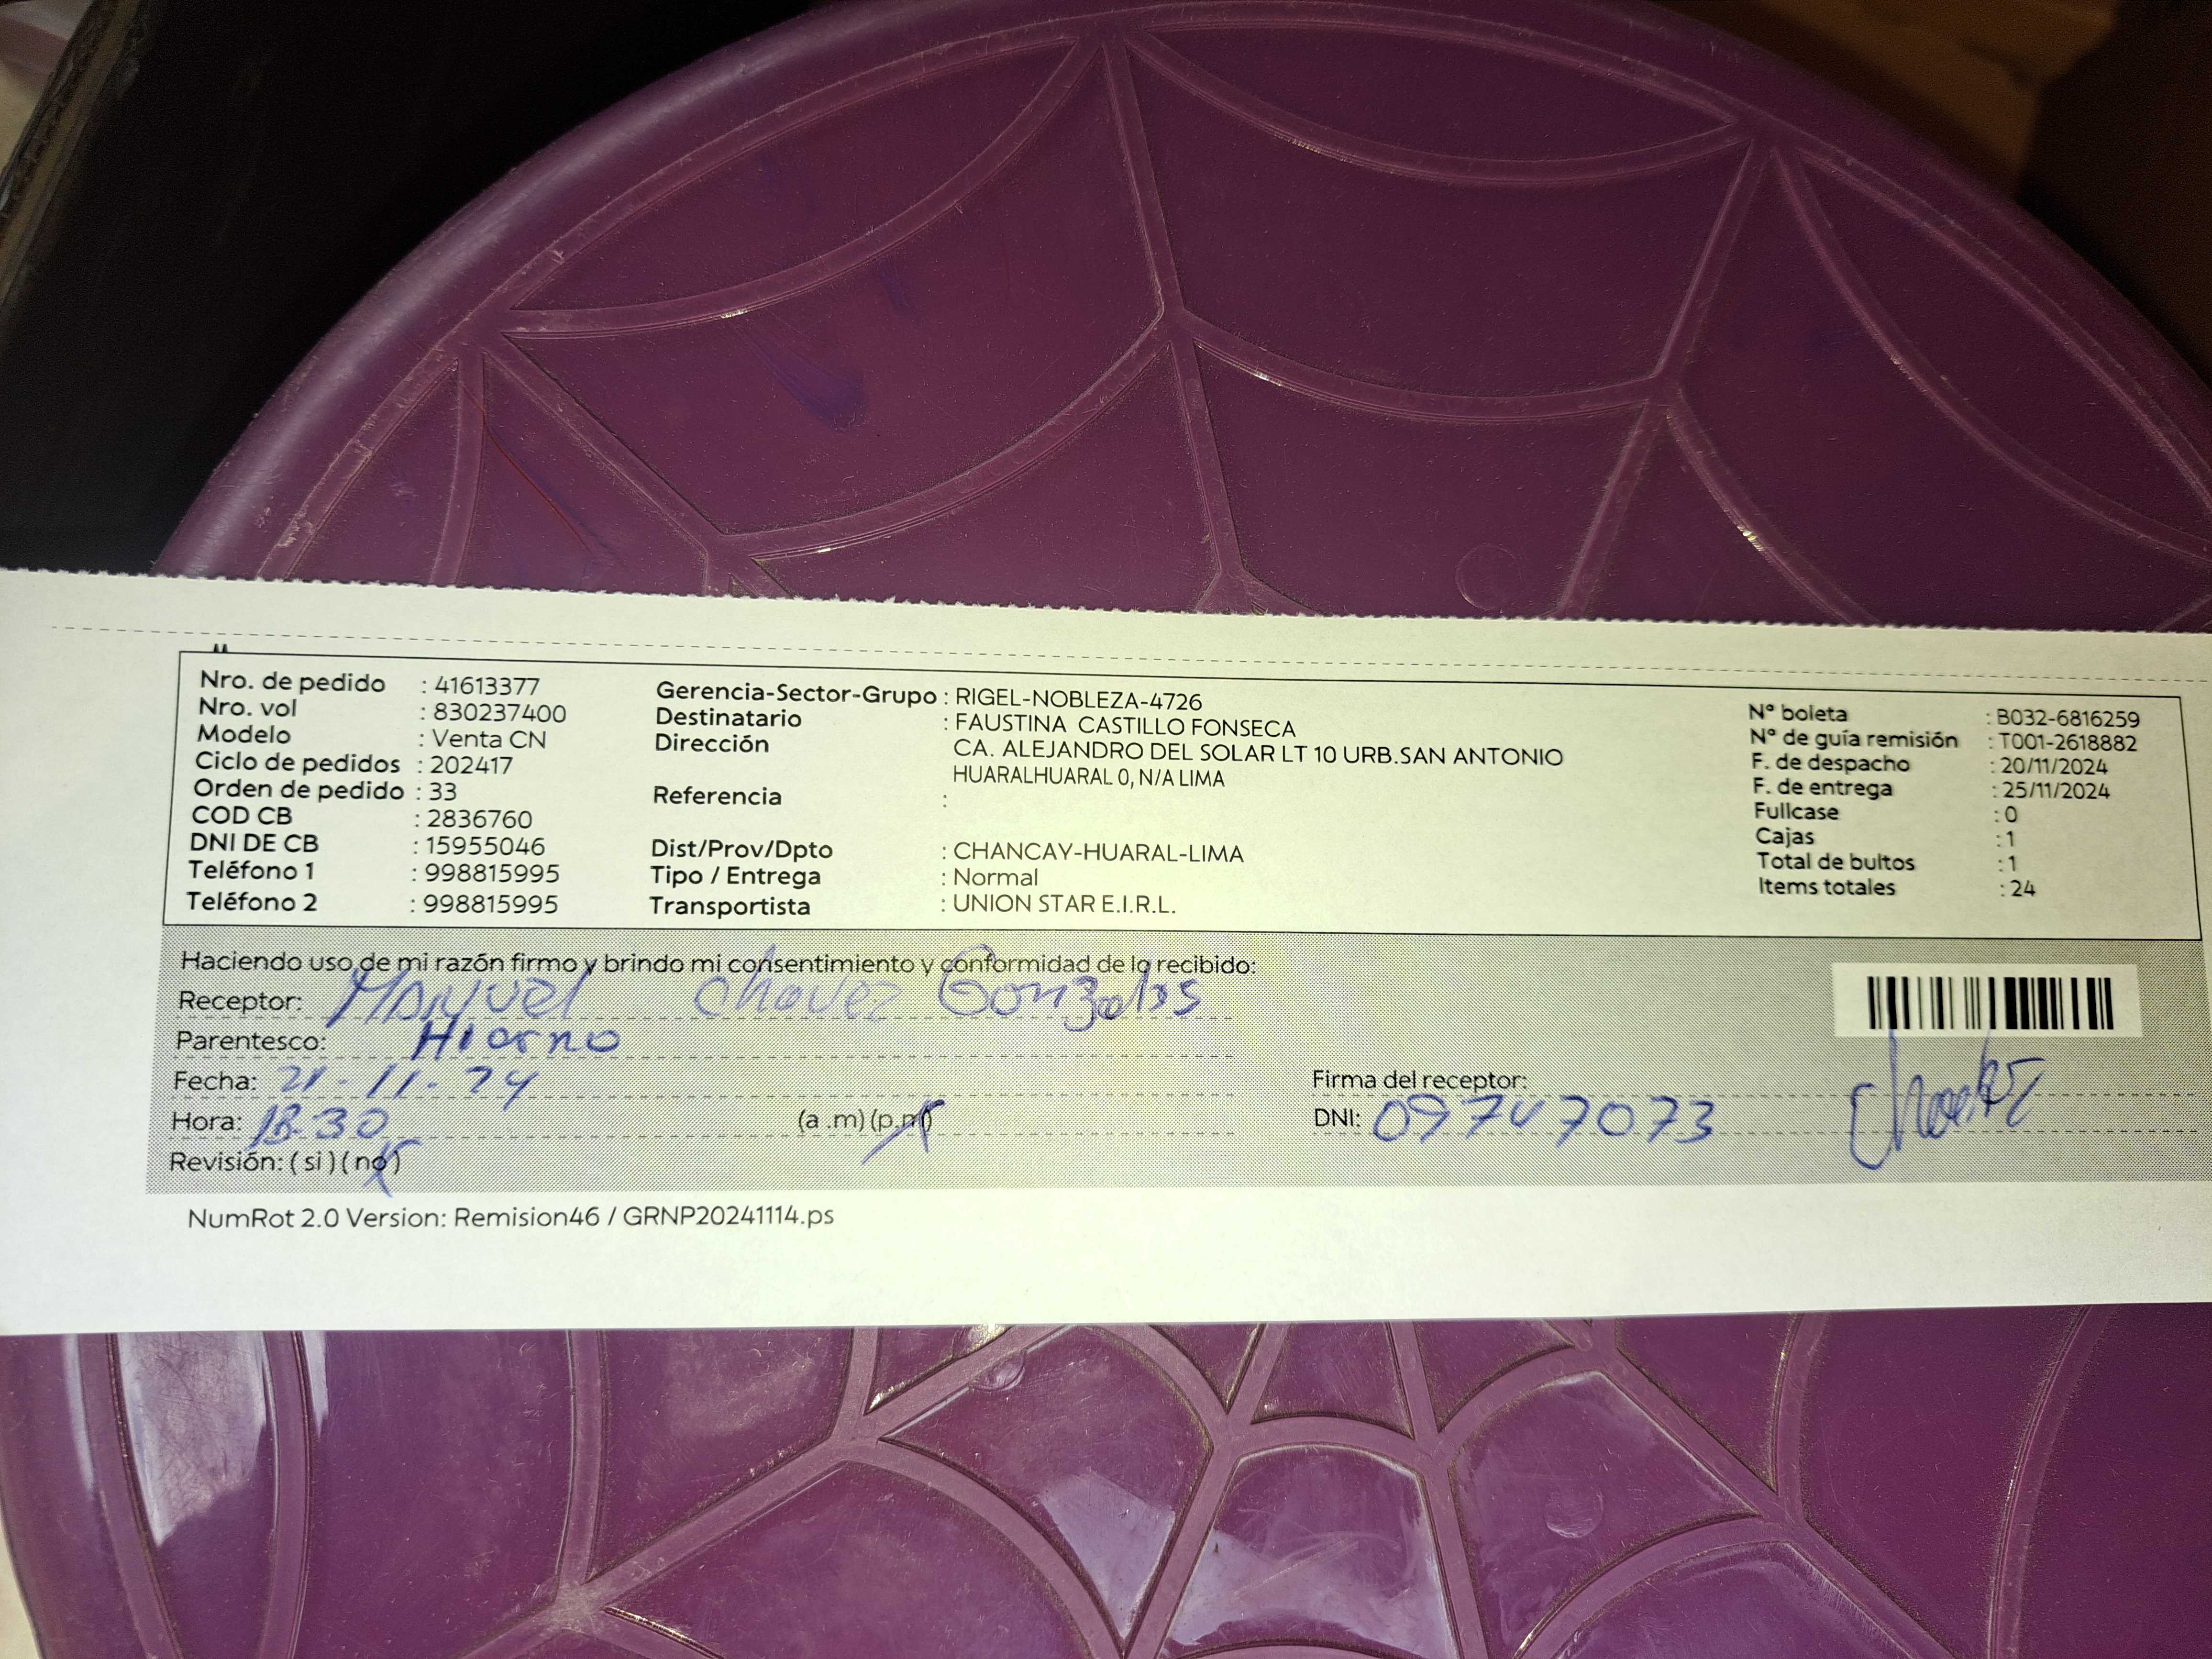 Nro. de pedido : 41613377
Nro. vol : 830237400
Modelo : Venta CN
Ciclo de pedidos : 202417
Orden de pedido : 33
COD CB : 2836760
DNI DE CB : 15955046
Teléfono 1 : 998815995
Teléfono 2 : 998815995
Gerencia-Sector-Grupo : RIGEL-NOBLEZA-4726
Destinatario : FAUSTINA CASTILLO FONSECA
Dirección CA. ALEJANDRO DEL SOLAR LT 10 URB.SAN ANTONIO
HUARALHUARAL 0, N/A LIMA
Referencia :
Dist/Prov/Dpto : CHANCAY-HUARAL-LIMA
Tipo / Entrega : Normal
Transportista : UNION STAR E.I.R.L.
N° boleta : B032-6816259
N° de guía remisión : T001-2618882
F. de despacho : 20/11/2024
F. de entrega : 25/11/2024
Fullcase : 0
Cajas : 1
Total de bultos : 1
Items totales : 24
Haciendo uso de mi razón firmo y brindo mi consentimiento y conformidad de lo recibido:
Receptor: Manuel Chavez Gonzales
Parentesco:
Fecha: 21-11-24
Hora: 30 (a .m) (p.m)
Revisión: ( si ) ( no )
Firma del receptor:
DNI: 09747073
NumRot 2.0 Version: Remision46 / GRNP20241114.ps